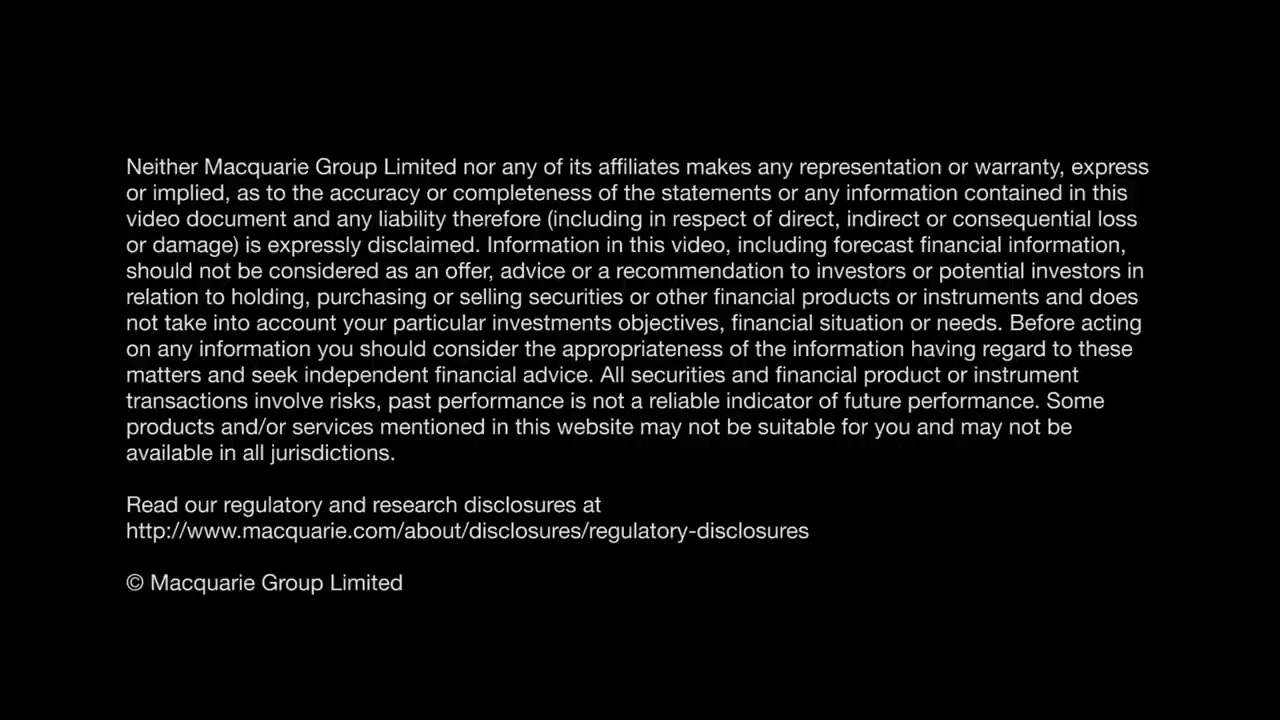 Neither Macquarie Group Limited nor any of its affiliates makes any representation or warranty, express
or implied, as to the accuracy or completeness of the statements or any information contained in this
video document and any liability therefore (including in respect of direct, indirect or consequential loss
or damage) is expressly disclaimed. Information in this video, including forecast financial information,
should not be considered as an offer, advice or a recommendation to investors or potential investors in
relation to holding, purchasing or selling securities or other financial products or instruments and does
not take into account your particular investments objectives, financial situation or needs. Before acting
on any information you should consider the appropriateness of the information having regard to these
matters and seek independent financial advice. All securities and financial product or instrument
transactions involve risks, past performance is not a reliable indicator of future performance. Some
products and/or services mentioned in this website may not be suitable for you and may not be
available in all jurisdictions.
Read our regulatory and research disclosures at
http://www.macquarie.com/about/disclosures/regulatory-disclosures
© Macquarie Group Limited